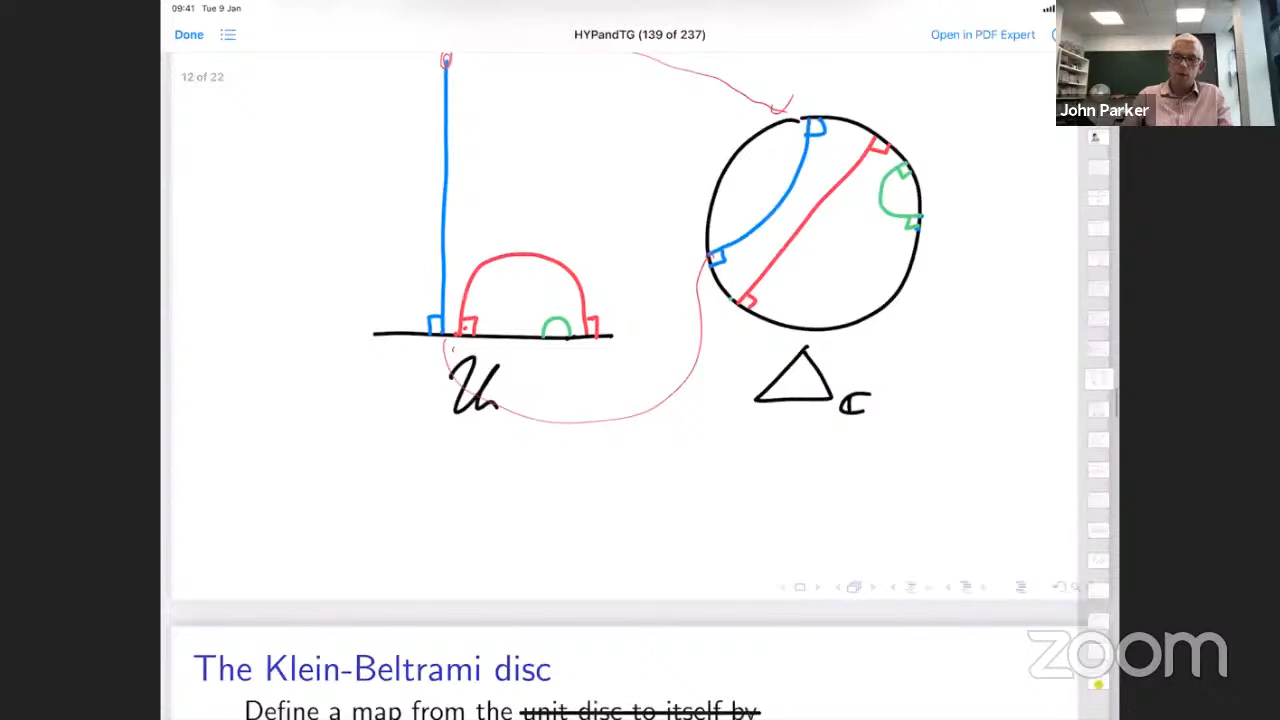 09:41 Tue 9 Jan
Done
HYPandTG (139 of 237)
Open in PDF Expert
John Parker
12 of 22
U
Δ C
zoom
The Klein-Beltrami disc
Define a map from the unit disc to itself by